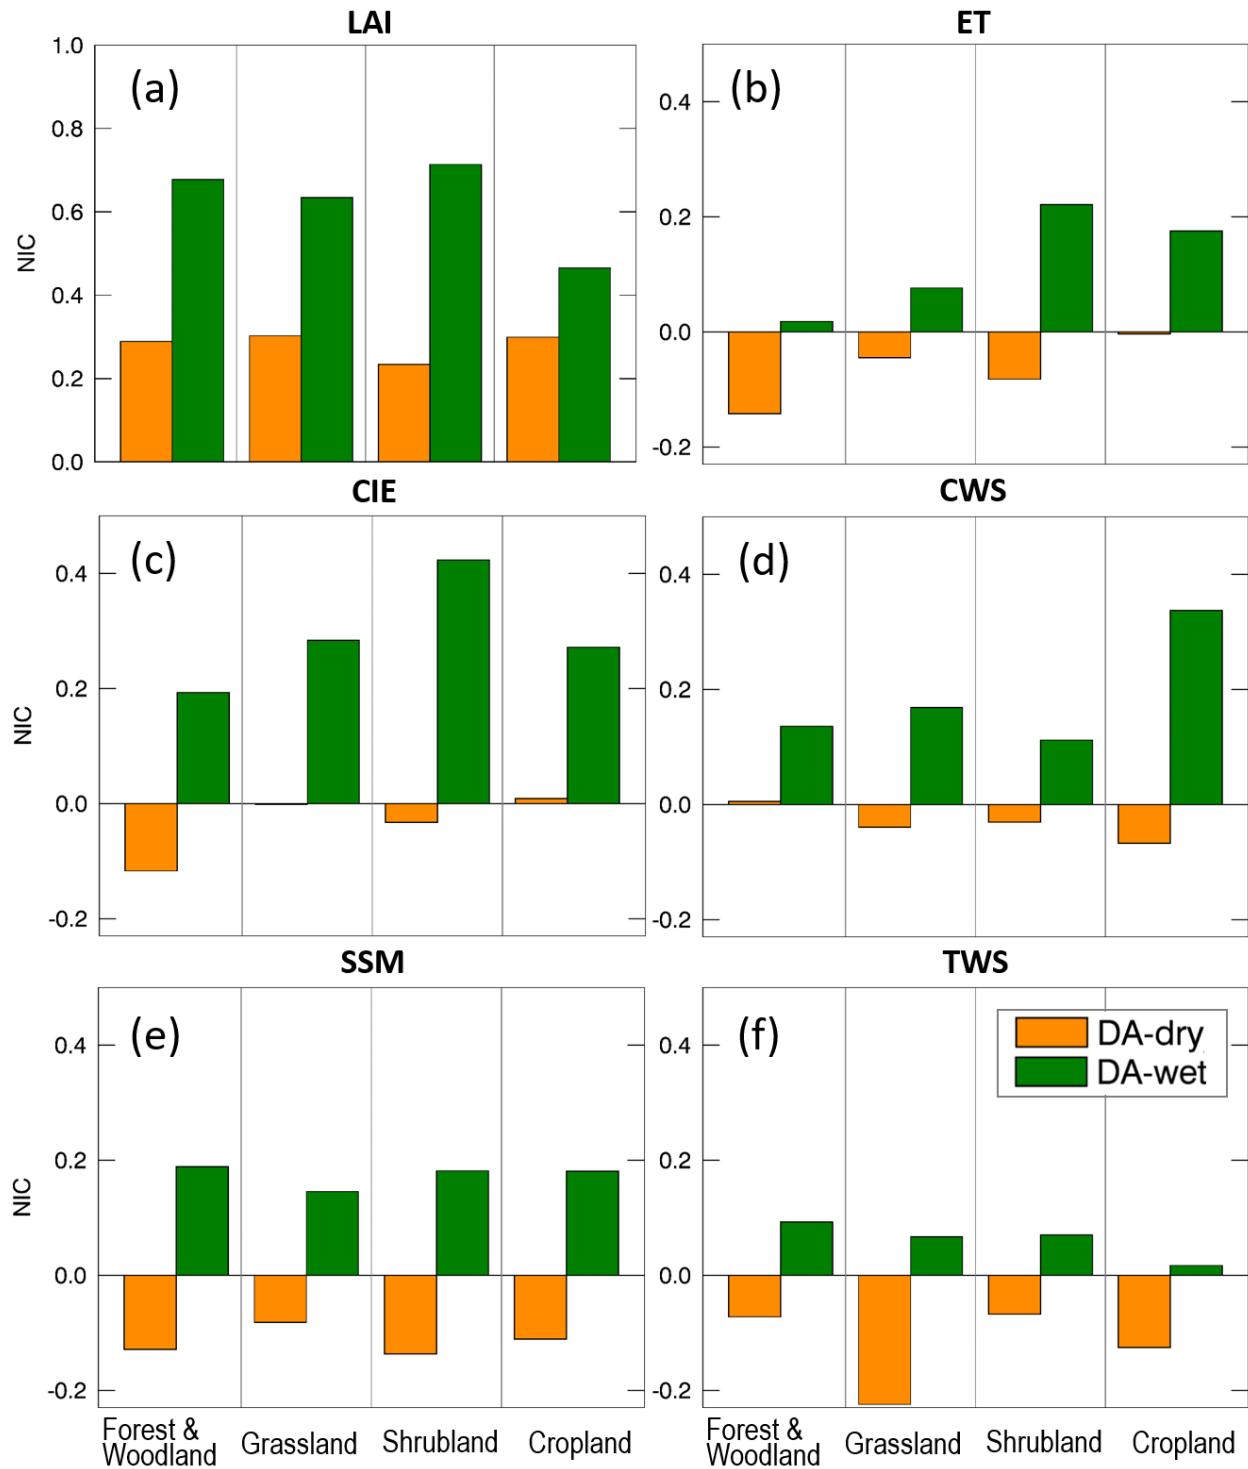 LAI
ET
(a)
(b)
1.0
0.8
0.6
0.4
0.2
0.0
NIC
0.4
0.2
0.0
-0.2
CIE
CWS
(c)
(d)
0.4
0.2
0.0
-0.2
NIC
0.4
0.2
0.0
-0.2
SSM
TWS
(e)
(f)
0.4
0.2
0.0
-0.2
NIC
0.4
0.2
0.0
-0.2
DA-dry
DA-wet
Forest &
Woodland
Grassland
Shrubland
Cropland
Forest &
Woodland
Grassland
Shrubland
Cropland